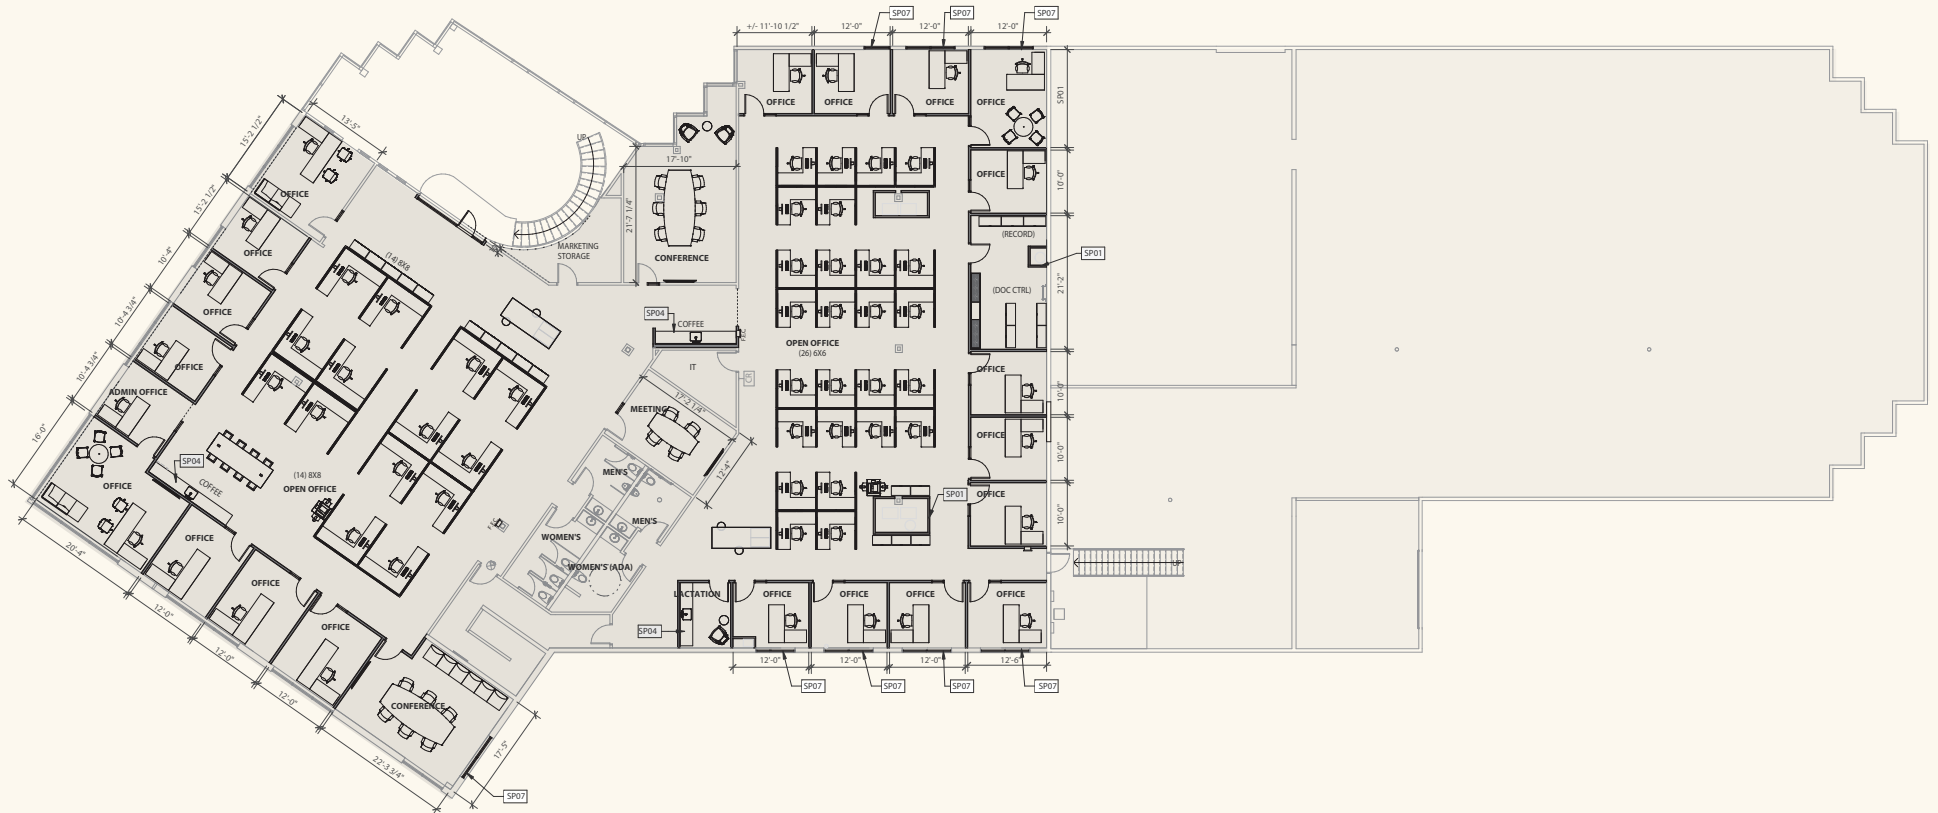 SP07
SP07
SP07
+/- 11'-10 1/2"
12'-0"
12'-0"
12'-0"
OFFICE
OFFICE
OFFICE
OFFICE
SP01
15'-2 1/2"
13'-5"
UP
17'-10"
OFFICE
10'-0"
OFFICE
15'-2 1/2"
21'-7 1/4"
(RECORD)
MARKETING
STORAGE
OFFICE
10'-4"
(14) 8X8
CONFERENCE
SP01
21'-2"
(DOC CTRL)
OFFICE
10'-4 3/4"
SP04
COFFEE
F.E.C
OPEN OFFICE
(26) 6X6
OFFICE
10'-4 3/4"
IT
OFFICE
10'-0"
ADMIN OFFICE
17'-2 1/4"
MEETING
16'-0"
OFFICE
10'-0"
SP04
COFFEE
(14) 8X8
OPEN OFFICE
OFFICE
MEN'S
12'-4"
SP01
OFFICE
10'-0"
MEN'S
WOMEN'S
OFFICE
20'-4"
WOMEN'S (ADA)
UP
OFFICE
LACTATION
OFFICE
OFFICE
OFFICE
OFFICE
12'-0"
OFFICE
SP04
12'-0"
12'-0"
12'-0"
12'-0"
12'-6"
SP07
SP07
SP07
SP07
12'-0"
CONFERENCE
17'-5"
22'-3 3/4"
SP07